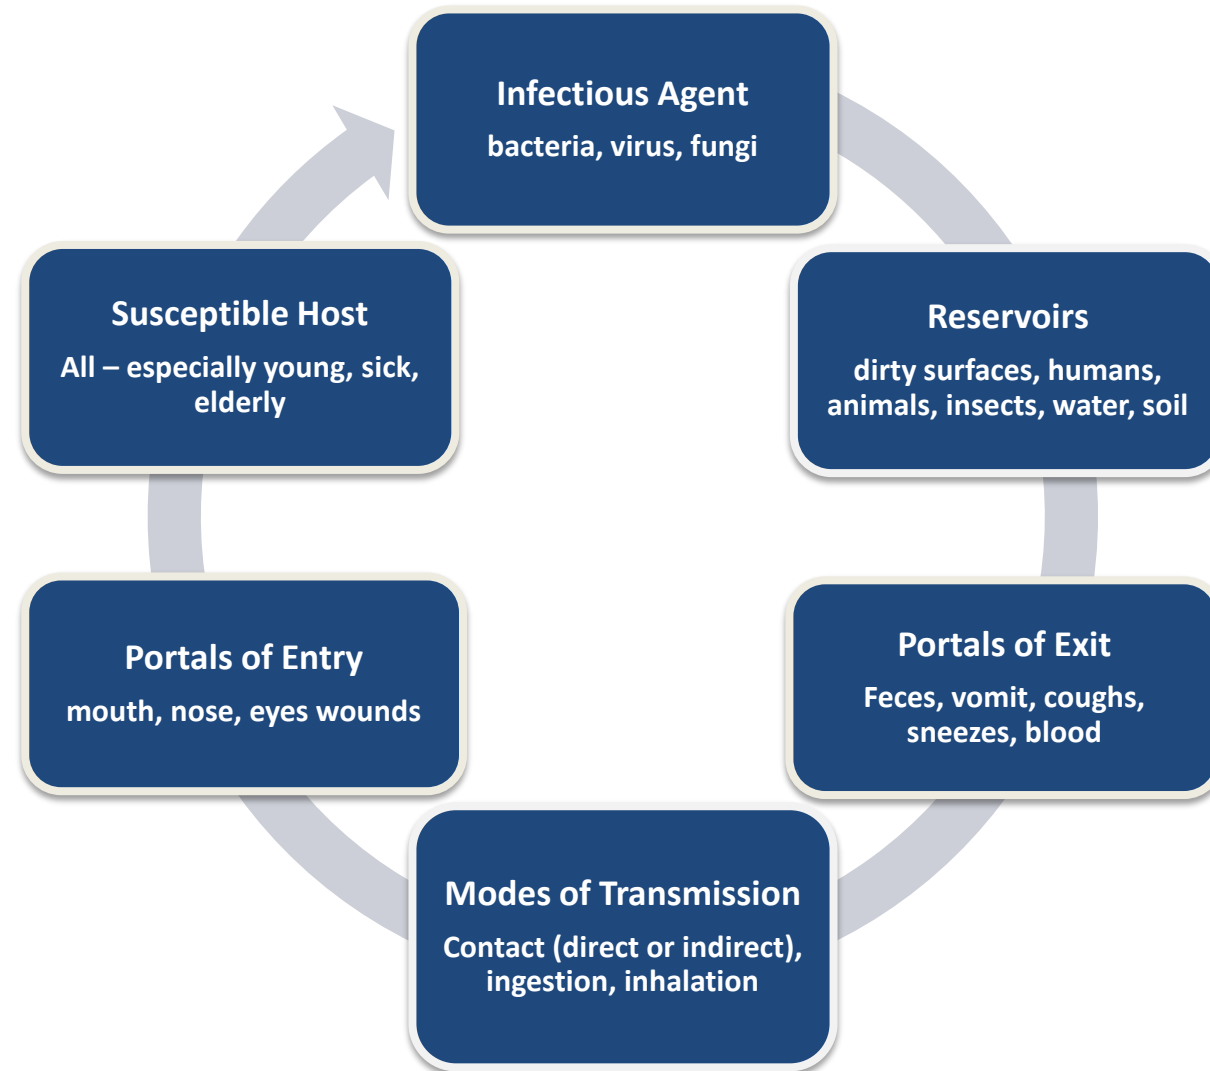 Infectious Agent
bacteria, virus, fungi
Reservoirs
dirty surfaces, humans,
animals, insects, water, soil
Portals of Exit
Feces, vomit, coughs,
sneezes, blood
Modes of Transmission
Contact (direct or indirect),
ingestion, inhalation
Portals of Entry
mouth, nose, eyes wounds
Susceptible Host
All – especially young, sick,
elderly